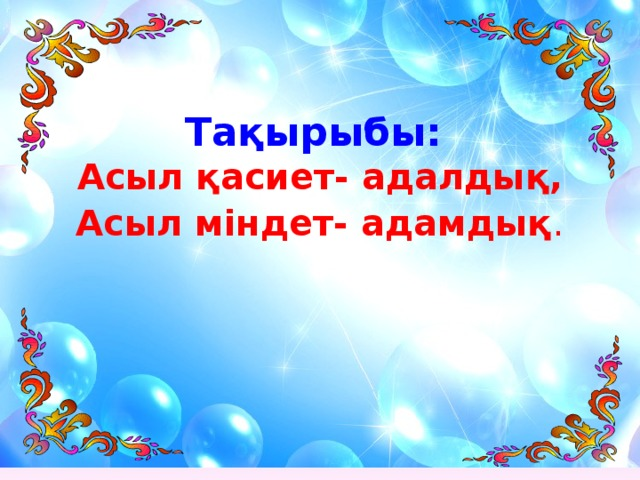 Тақырыбы:
Асыл қасиет- адалдық,
Асыл міндет- адамдық.